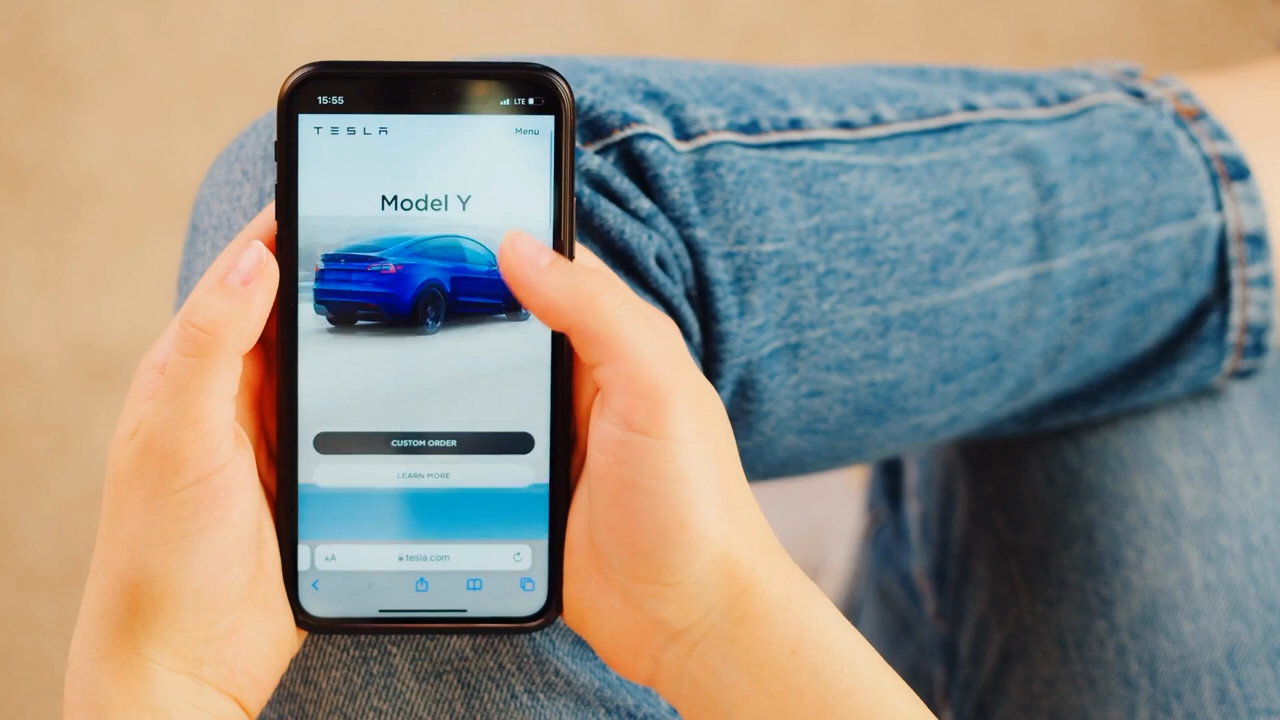 15:55 LTE
TESLA Menu
Model Y
CUSTOM ORDER
LEARN MORE
AA tesla.com